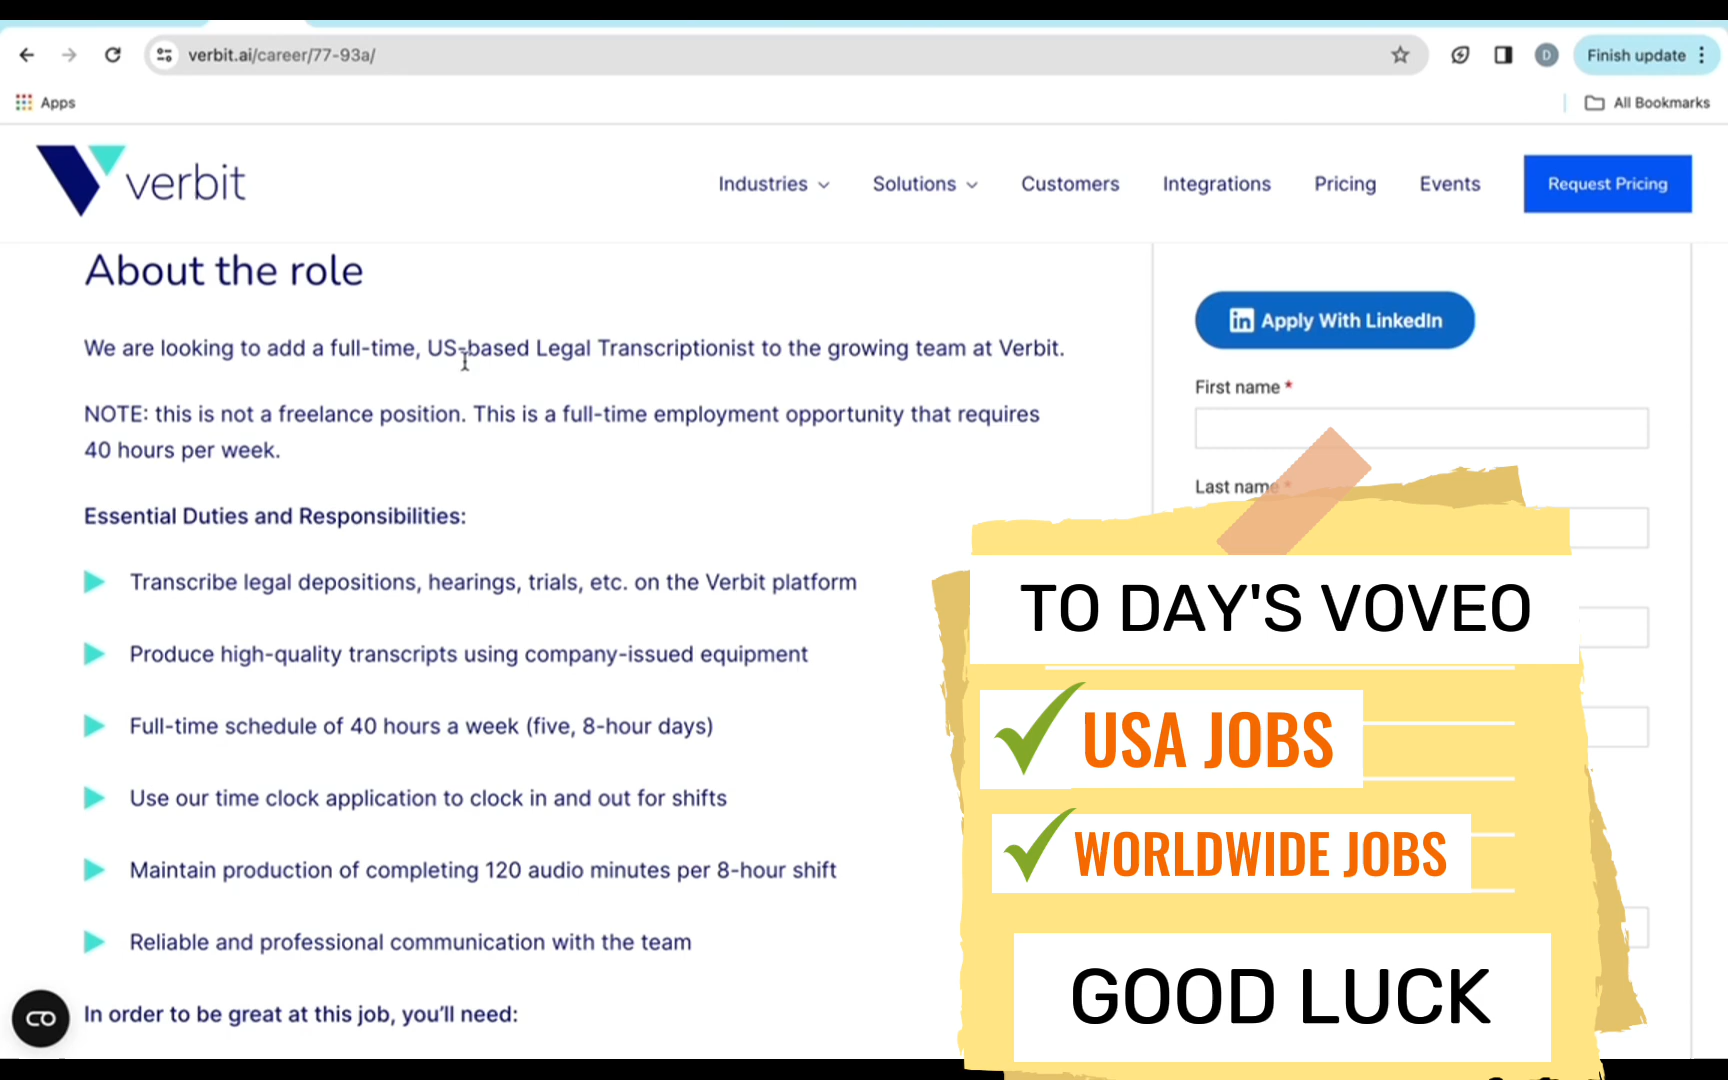 verbit.ai/career/77-93a/
D
Finish update
Apps
All Bookmarks
verbit
Industries
Solutions
Customers
Integrations
Pricing
Events
Request Pricing
About the role
We are looking to add a full-time, US-based Legal Transcriptionist to the growing team at Verbit.
NOTE: this is not a freelance position. This is a full-time employment opportunity that requires
40 hours per week.
Essential Duties and Responsibilities:
Transcribe legal depositions, hearings, trials, etc. on the Verbit platform
Produce high-quality transcripts using company-issued equipment
Full-time schedule of 40 hours a week (five, 8-hour days)
Use our time clock application to clock in and out for shifts
Maintain production of completing 120 audio minutes per 8-hour shift
Reliable and professional communication with the team
In order to be great at this job, you'll need:
in Apply With LinkedIn
First name *
Last name *
TO DAY'S VOVEO
USA JOBS
WORLDWIDE JOBS
GOOD LUCK